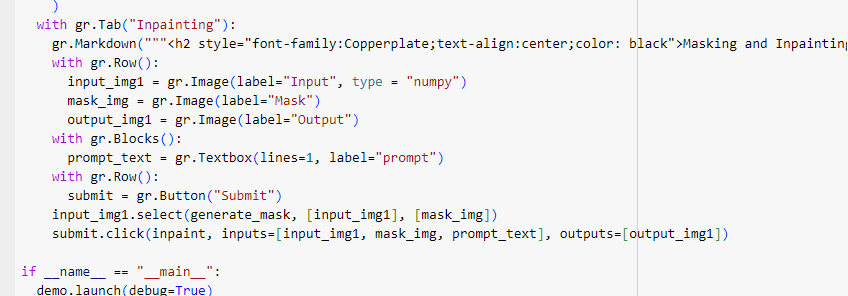 )
with gr.Tab("Inpainting"):
gr.Markdown("""<h2 style="font-family:Copperplate;text-align:center;color: black">Masking and Inpainting
with gr.Row():
input_img1 = gr.Image(label="Input", type = "numpy")
mask_img = gr.Image(label="Mask")
output_img1 = gr.Image(label="Output")
with gr.Blocks():
prompt_text = gr.Textbox(lines=1, label="prompt")
with gr.Row():
submit = gr.Button("Submit")
input_img1.select(generate_mask, [input_img1], [mask_img])
submit.click(inpaint, inputs=[input_img1, mask_img, prompt_text], outputs=[output_img1])
if __name__ == "__main__":
demo.launch(debug=True)